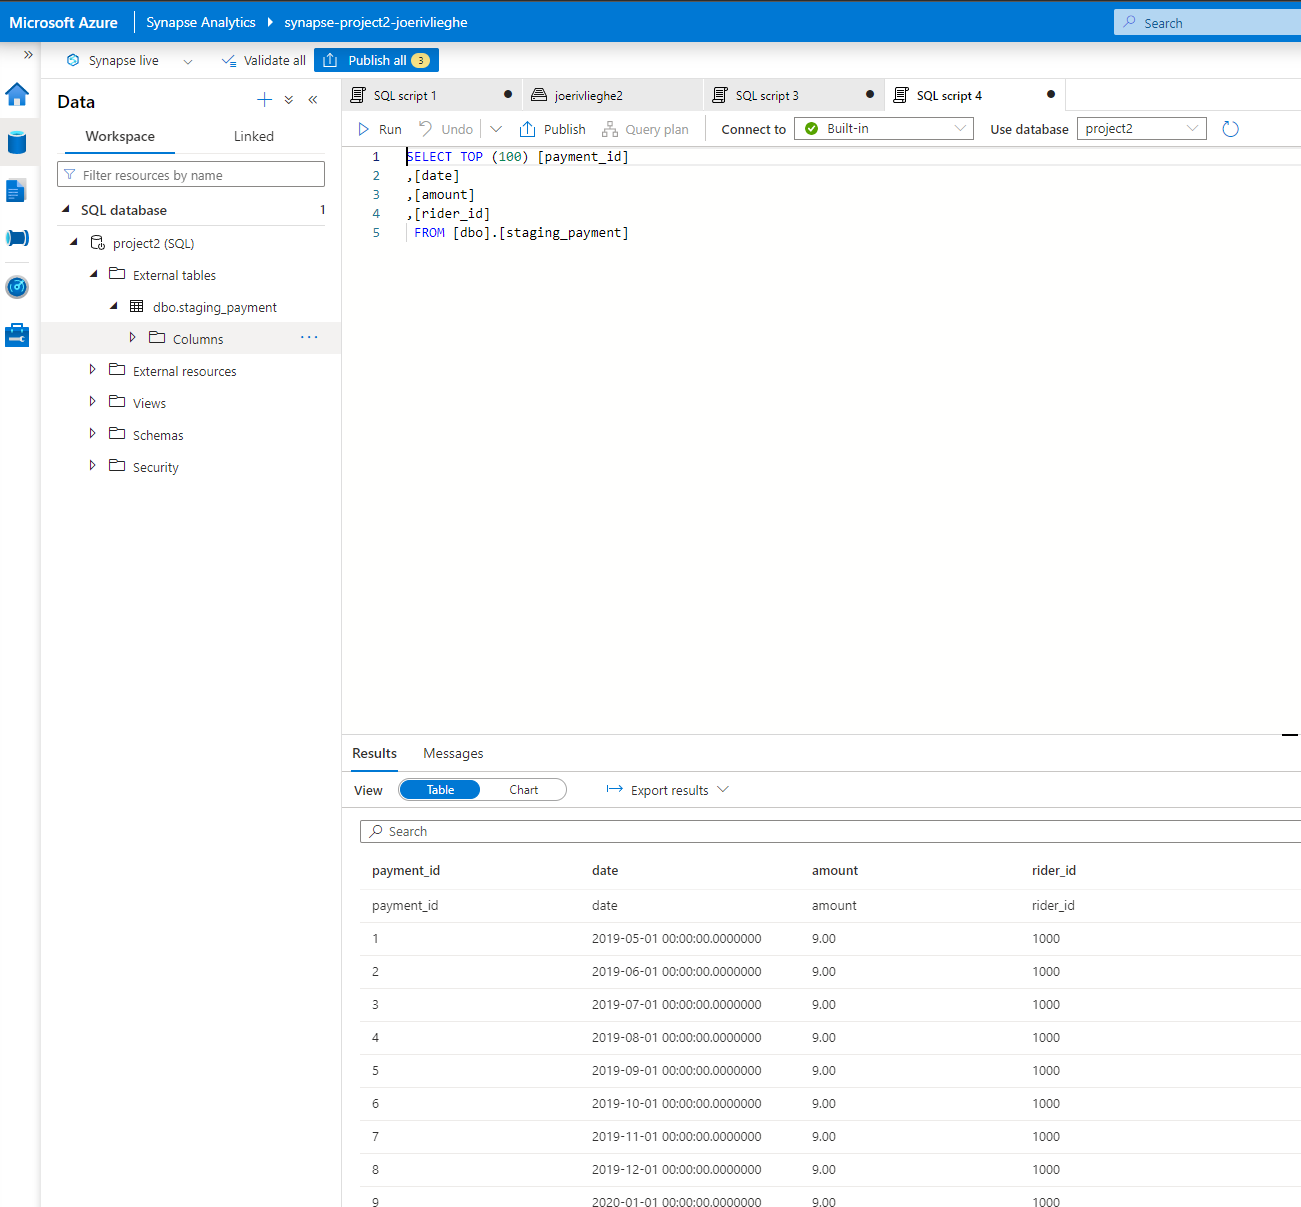 Microsoft Azure Synapse Analytics synapse-project2-joerivlieghe Search
Synapse live Validate all Publish all 3
Data
Workspace Linked
Filter resources by name
SQL database 1
project2 (SQL)
External tables
dbo.staging_payment
Columns
External resources
Views
Schemas
Security
SQL script 1 joerivlieghe2 SQL script 3 SQL script 4
Run Undo Publish Query plan Connect to Built-in Use database project2
1 SELECT TOP (100) [payment_id]
2 ,[date]
3 ,[amount]
4 ,[rider_id]
5 FROM [dbo].[staging_payment]
Results Messages
View Table Chart Export results
Search
payment_id date amount rider_id
payment_id date amount rider_id
1 2019-05-01 00:00:00.0000000 9.00 1000
2 2019-06-01 00:00:00.0000000 9.00 1000
3 2019-07-01 00:00:00.0000000 9.00 1000
4 2019-08-01 00:00:00.0000000 9.00 1000
5 2019-09-01 00:00:00.0000000 9.00 1000
6 2019-10-01 00:00:00.0000000 9.00 1000
7 2019-11-01 00:00:00.0000000 9.00 1000
8 2019-12-01 00:00:00.0000000 9.00 1000
9 2020-01-01 00:00:00.0000000 9.00 1000